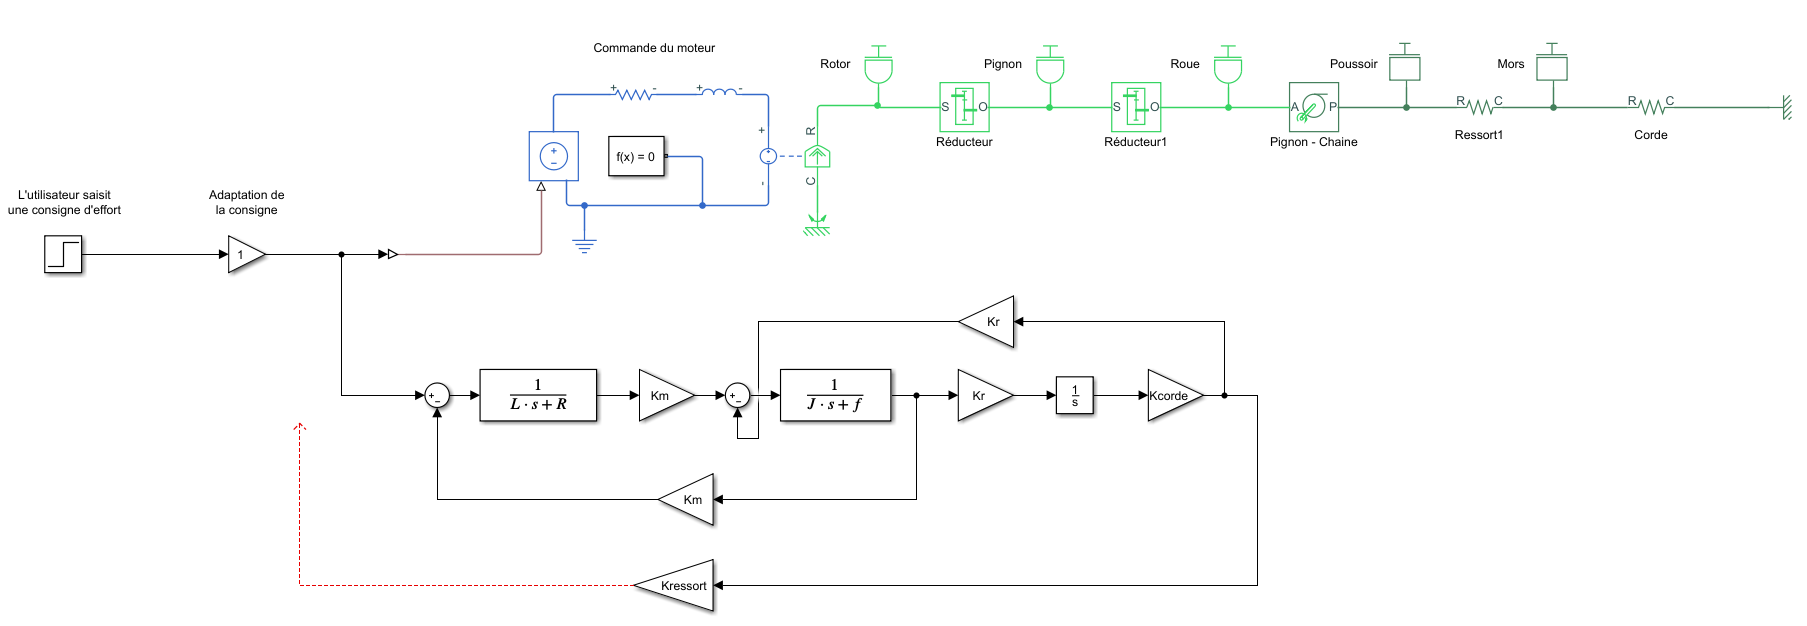 Commande du moteur
Rotor
Pignon
Roue
Poussoir
Mors
+ - + -
R
S O
S O
A P
R C
R C
Réducteur
Réducteur1
Pignon - Chaine
Ressort1
Corde
+
-
f(x) = 0
+
+
-
-
C
L'utilisateur saisit
une consigne d'effort
Adaptation de
la consigne
1
Kr
+
-
1
L · s + R
Km
+
-
1
J · s + f
Kr
1
s
Kcorde
Km
Kressort